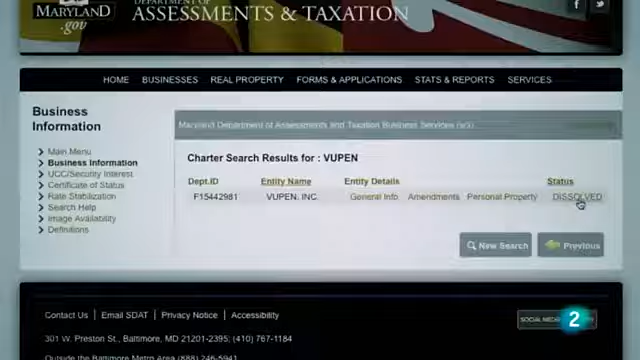 MARYLAND
.gov
DEPARTMENT OF
ASSESSMENTS & TAXATION
HOME BUSINESSES REAL PROPERTY FORMS & APPLICATIONS STATS & REPORTS SERVICES
Business
Information
Main Menu
Business Information
UCC/Security Interest
Certificate of Status
Rate Stabilization
Search Help
Image Availability
Definitions
Maryland Department of Assessments and Taxation Business Services
Charter Search Results for : VUPEN
Dept.ID Entity Name Entity Details Status
F15442981 VUPEN, INC. General Info. Amendments Personal Property DISSOLVED
New Search Previous
Contact Us Email SDAT Privacy Notice Accessibility
301 W. Preston St., Baltimore, MD 21201-2395; (410) 767-1184
Outside the Baltimore Metro Area (888) 246-5941
SOCIAL
2